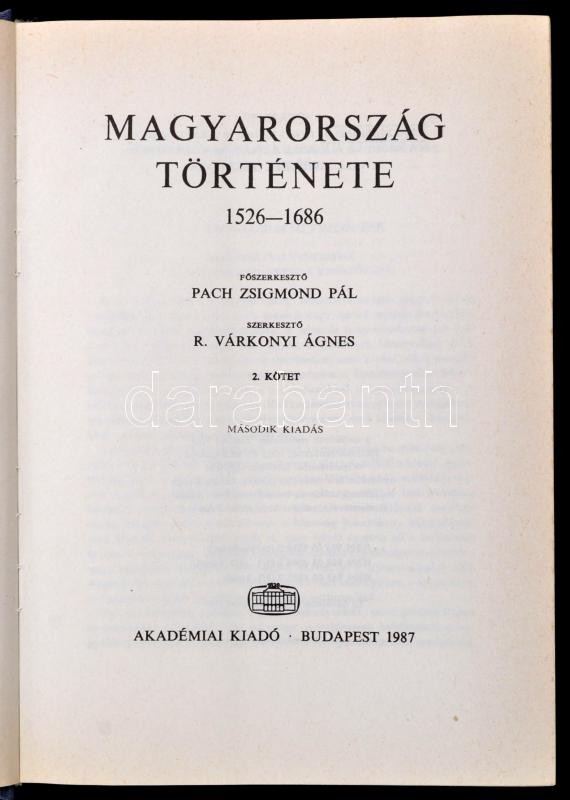 MAGYARORSZÁG
TÖRTÉNETE
1526—1686
FŐSZERKESZTŐ
PACH ZSIGMOND PÁL
SZERKESZTŐ
R. VÁRKONYI ÁGNES
2. KÖTET
darabanth
MÁSODIK KIADÁS
AKADÉMIAI KIADÓ · BUDAPEST 1987